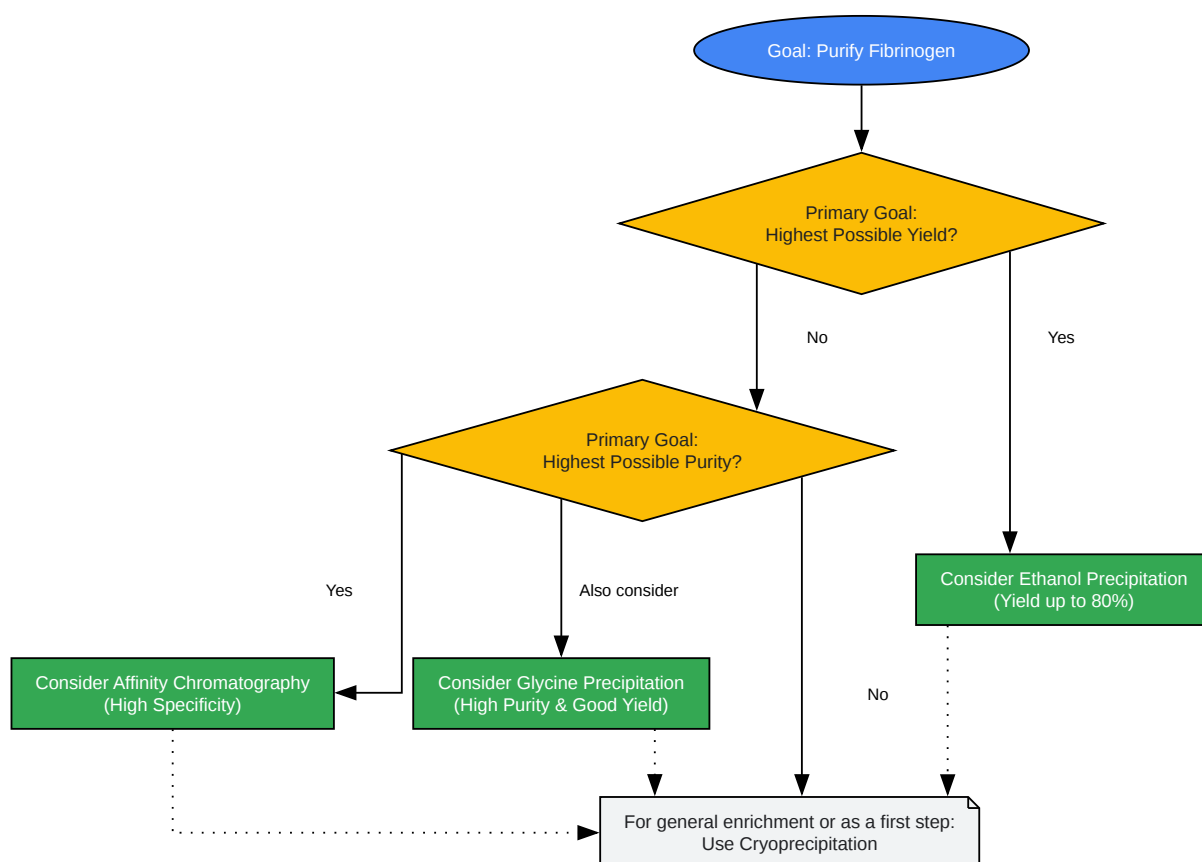 Goal: Purify Fibrinogen
Primary Goal:
Highest Possible Yield?
No
Yes
Primary Goal:
Highest Possible Purity?
Yes
Also consider
Consider Ethanol Precipitation
(Yield up to 80%)
Consider Affinity Chromatography
(High Specificity)
Consider Glycine Precipitation
(High Purity & Good Yield)
No
For general enrichment or as a first step:
Use Cryoprecipitation